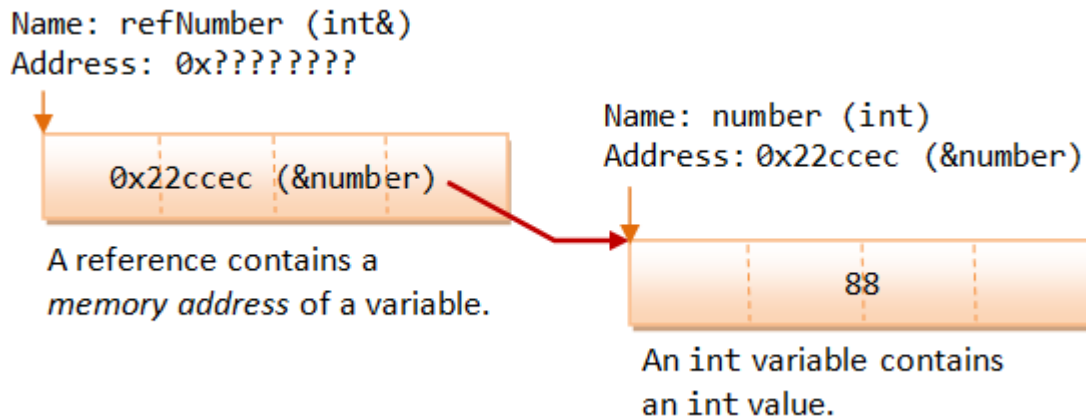 Name: refNumber (int&)
Address: 0x????????
0x22ccec (&number)
A reference contains a
memory address of a variable.
Name: number (int)
Address: 0x22ccec (&number)
88
An int variable contains
an int value.